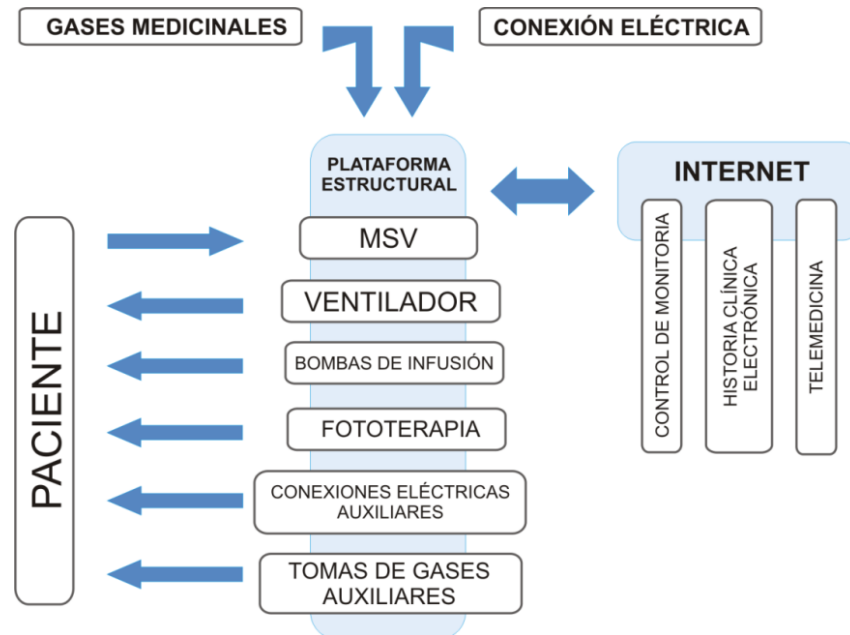 GASES MEDICINALES
CONEXIÓN ELÉCTRICA
PLATAFORMA
ESTRUCTURAL
INTERNET
MSV
VENTILADOR
BOMBAS DE INFUSIÓN
FOTOTERAPIA
CONEXIONES ELÉCTRICAS
AUXILIARES
TOMAS DE GASES
AUXILIARES
PACIENTE
CONTROL DE MONITORIA
HISTORIA CLÍNICA
ELECTRÓNICA
TELEMEDICINA